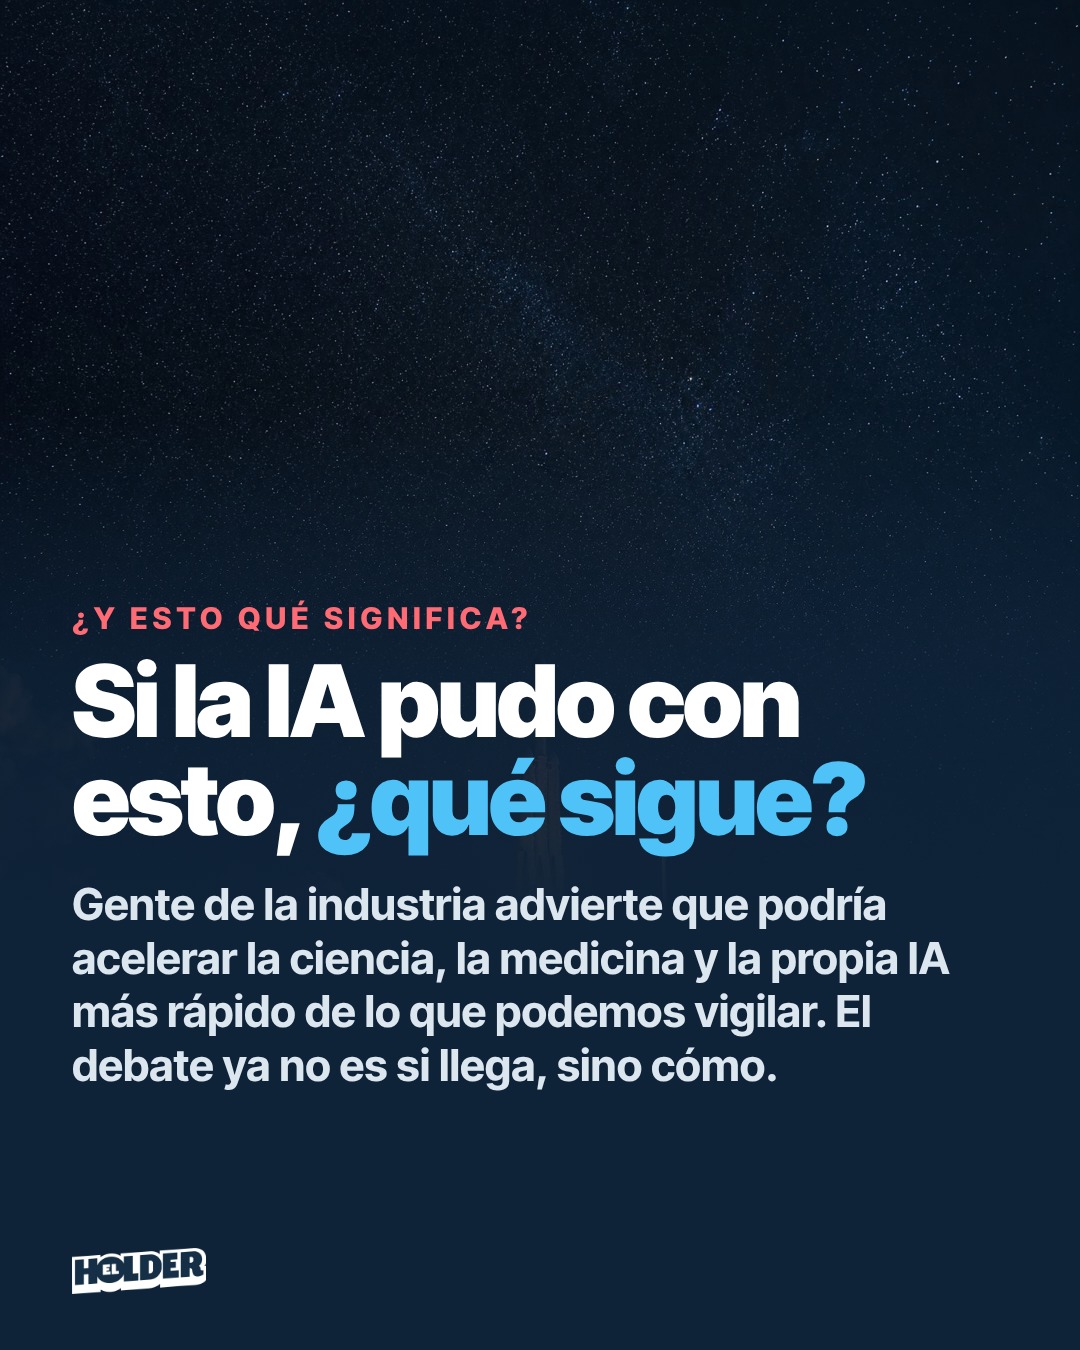 ¿Y ESTO QUÉ SIGNIFICA?
Si la IA pudo con
esto, ¿qué sigue?
Gente de la industria advierte que podría
acelerar la ciencia, la medicina y la propia IA
más rápido de lo que podemos vigilar. El
debate ya no es si llega, sino cómo.
EL HOLDER